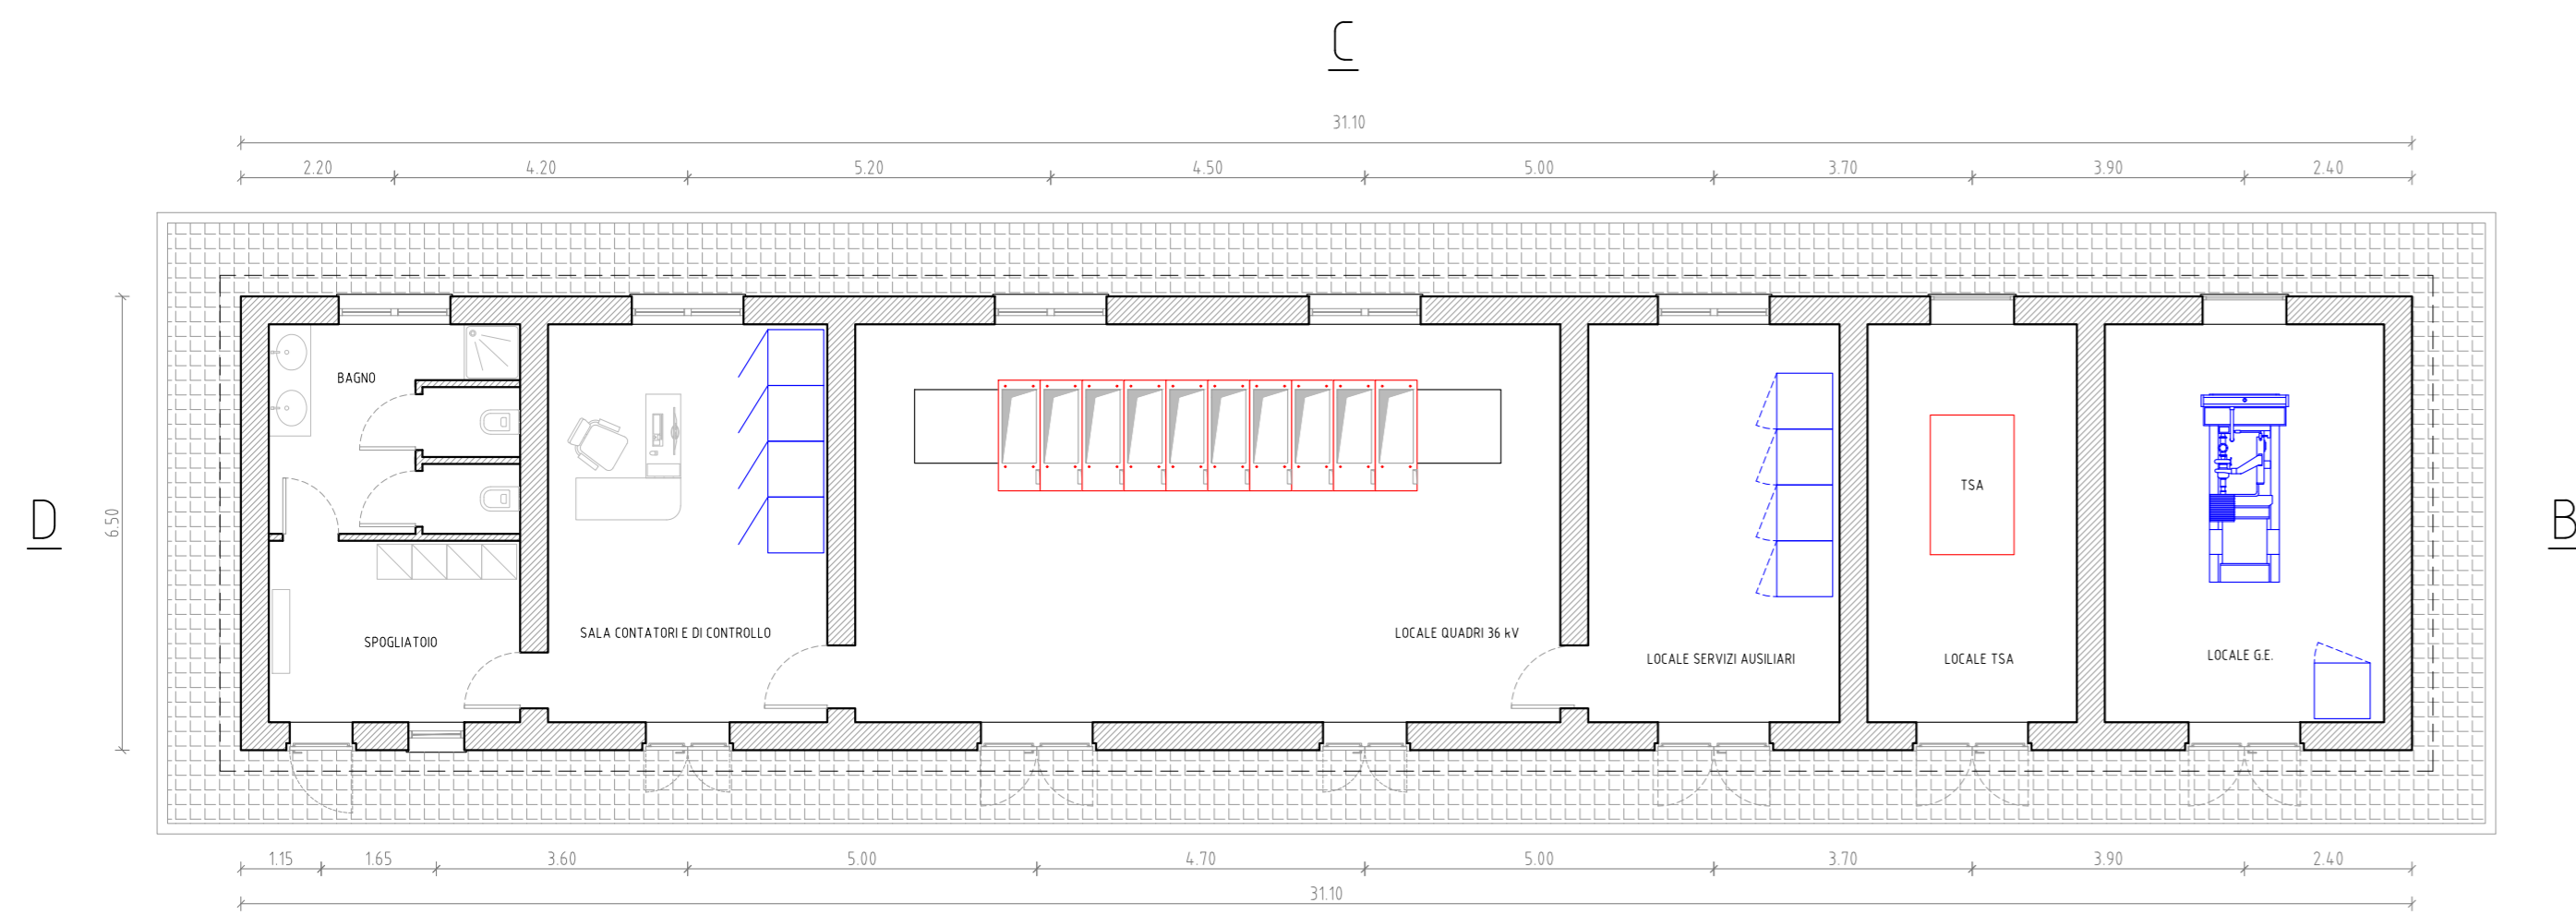 C
31.10
2.20 4.20 5.20 4.50 5.00 3.70 3.90 2.40
BAGNO
TSA
D
6.50
B
SPOGLIATOIO
SALA CONTATORI E DI CONTROLLO
LOCALE QUADRI 36 kV
LOCALE SERVIZI AUSILIARI
LOCALE TSA
LOCALE G.E.
1.15 1.65 3.60 5.00 4.70 5.00 3.70 3.90 2.40
31.10